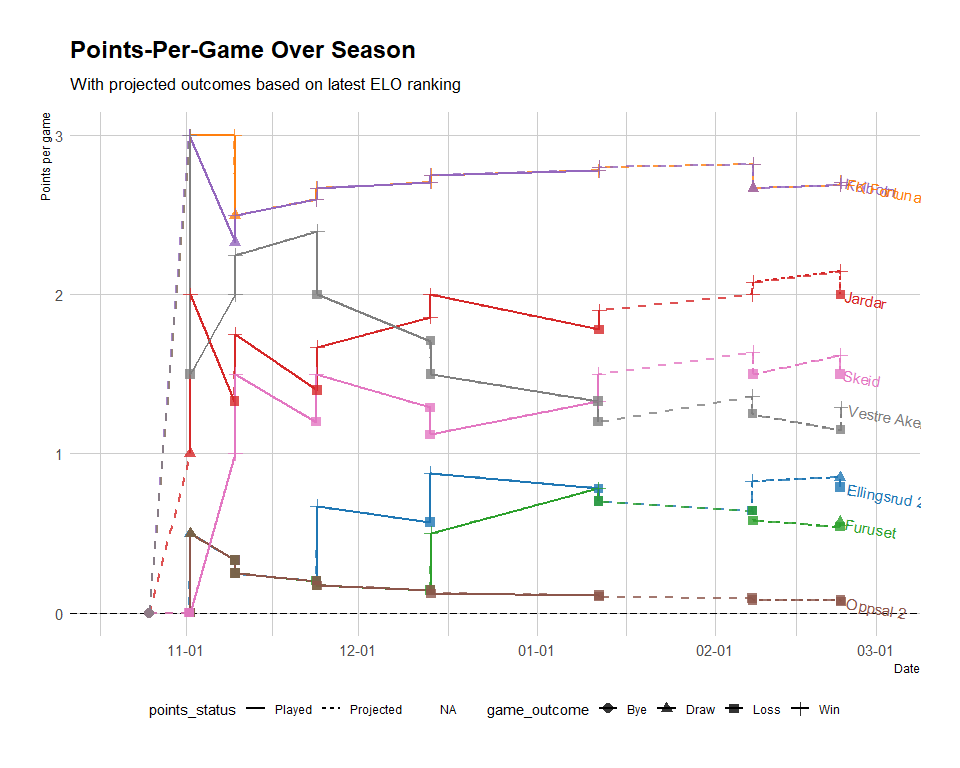 Points-Per-Game Over Season
With projected outcomes based on latest ELO ranking
Points per game
3
2
1
0
Jardar
Skeid
Vestre Ake
Ellingsrud 2
Furuset
Oppsal 2
11-01
12-01
01-01
02-01
03-01
Date
points_status
Played
Projected
NA
game_outcome
Bye
Draw
Loss
Win